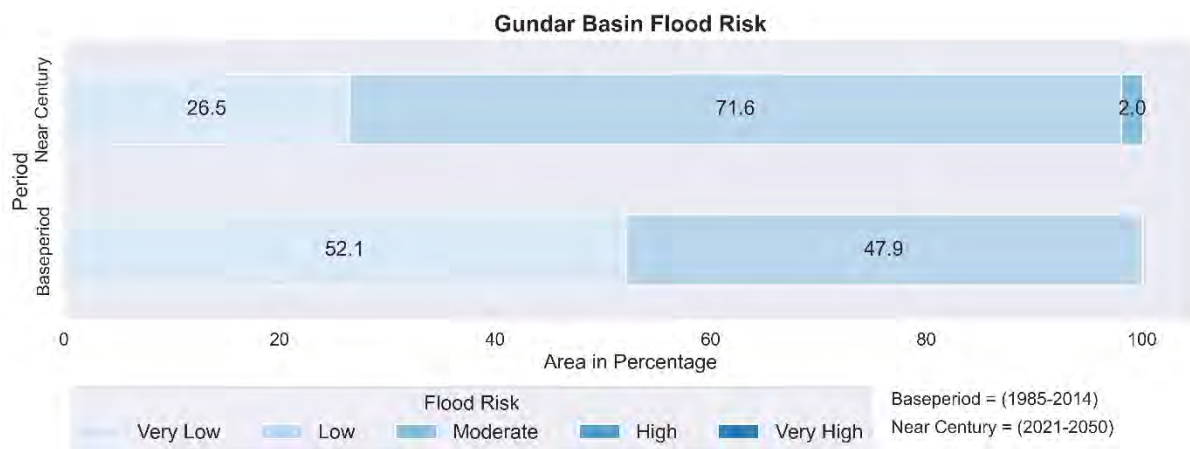 Gundar Basin Flood Risk
Near Century
26.5
71.6
2.0
Period
Baseperiod
52.1
47.9
0
20
40
60
80
100
Area in Percentage
Flood Risk
Very Low
Low
Moderate
High
Very High
Baseperiod = (1985-2014)
Near Century = (2021-2050)